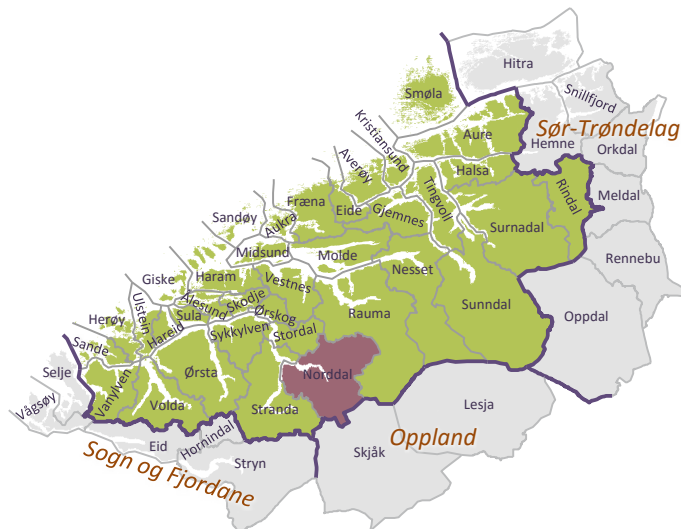 Hitra
Smøla
Snillfjord
Sør-Trøndelag
Kristiansund
Aure
Hemne
Orkdal
Averøy
Halsa
Rindal
Meldal
Tingvoll
Fræna
Eide
Gjemnes
Sandøy
Aukra
Surnadal
Rennebu
Midsund
Molde
Nesset
Giske
Haram
Vestnes
Sunndal
Oppdal
Ulstein
Ålesund
Skodje
Sula
Ørskog
Rauma
Herøy
Hareid
Sykkylven
Stordal
Sande
Selje
Vanylven
Ørsta
Norddal
Vågsøy
Volda
Stranda
Lesja
Oppland
Eid
Hornindal
Skjåk
Stryn
Sogn og Fjordane